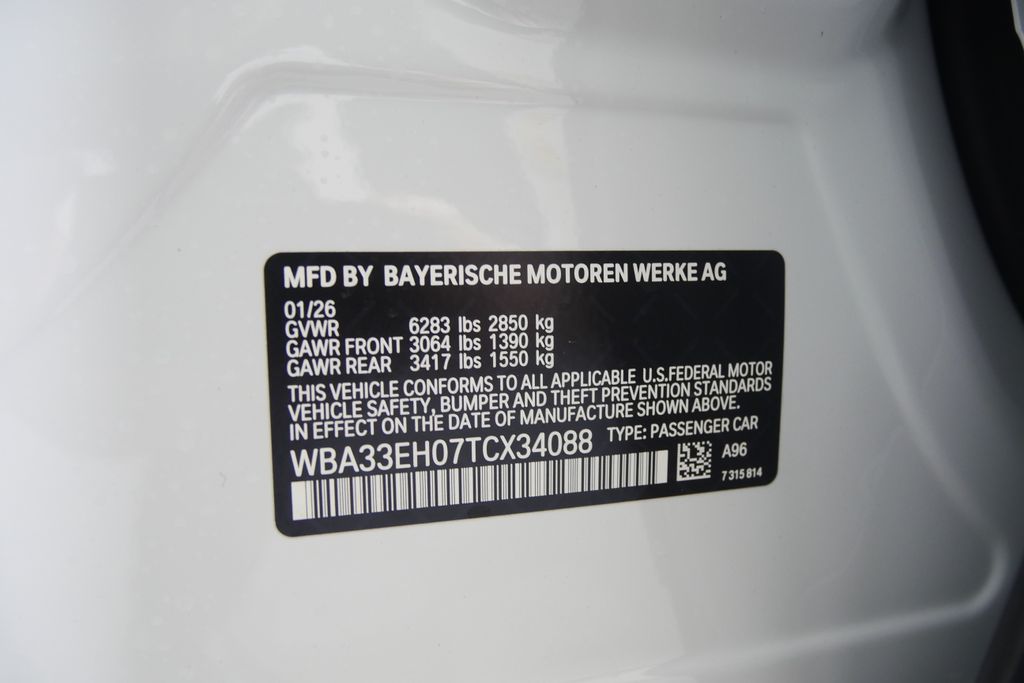 MFD BY BAYERISCHE MOTOREN WERKE AG
01/26
GVWR 6283 lbs 2850 kg
GAWR FRONT 3064 lbs 1390 kg
GAWR REAR 3417 lbs 1550 kg
THIS VEHICLE CONFORMS TO ALL APPLICABLE U.S.FEDERAL MOTOR
VEHICLE SAFETY, BUMPER AND THEFT PREVENTION STANDARDS
IN EFFECT ON THE DATE OF MANUFACTURE SHOWN ABOVE.
WBA33EH07TCX34088 TYPE: PASSENGER CAR
A96
7 315 814